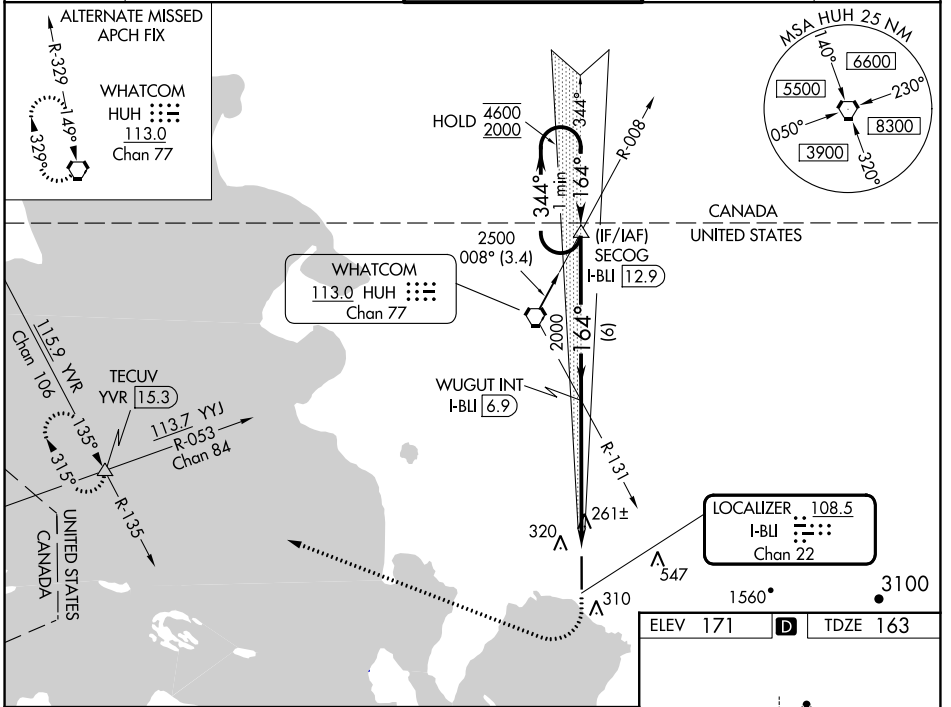 ALTERNATE MISSED
APCH FIX
R-329
149°
329°
WHATCOM
HUH
113.0
Chan 77
MSA HUH 25 NM
140°
6600
5500
230°
050°
8300
3900
320°
HOLD
4600
2000
344°
R-008
344°
1 min
164°
CANADA
UNITED STATES
2500
008° (3.4)
(IF/IAF)
SECOG
I-BLI 12.9
WHATCOM
113.0 HUH
Chan 77
2000
164°
(6)
WUGUT INT
I-BLI 6.9
R-131
115.9 YVR
Chan 106
TECUV
YVR 15.3
135°
315°
113.7 YYJ
R-053
Chan 84
R-135
UNITED STATES
CANADA
261±
320
547
310
LOCALIZER 108.5
I-BLI
Chan 22
1560
3100
ELEV 171
D
TDZE 163